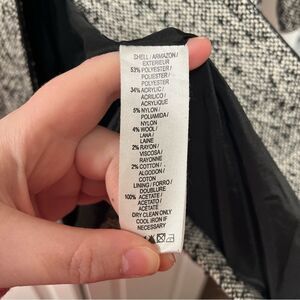 SHELL / ARMAZON /
EXTERIEUR
53% POLYESTER /
POLIESTER /
POLYESTER
34% ACRYLIC /
ACRILICO /
ACRYLIQUE
5% NYLON /
POLIAMIDA /
NYLON
4% WOOL /
LANA /
LAINE
2% RAYON /
VISCOSA /
RAYONNE
2% COTTON /
ALGODON /
COTON
LINING / FORRO /
DOUBLURE
100% ACETATE /
ACETATO /
ACETATE
DRY CLEAN ONLY
COOL IRON IF
NECESSARY